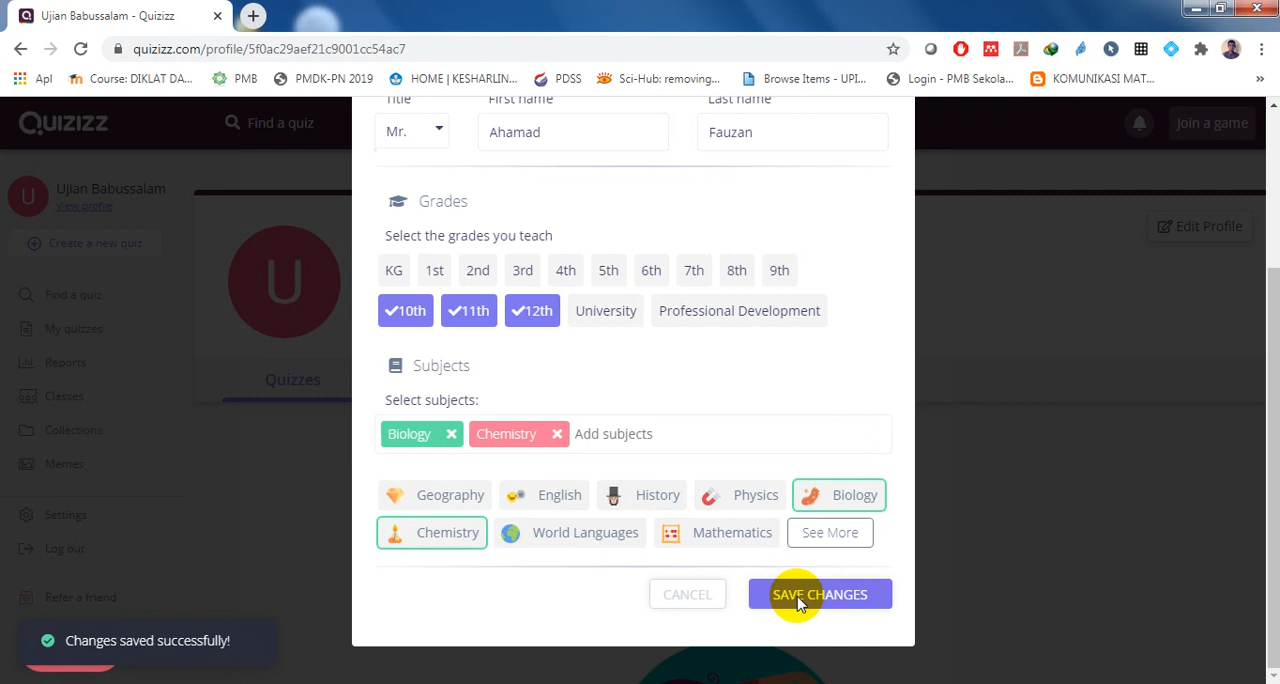 Ujian Babussalam - Quizizz
quizizz.com/profile/5f0ac29aef21c9001cc54ac7
Apl
Course: DIKLAT DA...
PMB
PMDK-PN 2019
HOME | KESHARLIN...
PDSS
Sci-Hub: removing...
Browse Items - UPI...
Login - PMB Sekola...
KOMUNIKASI MAT...
»
Title
First name
Last name
QUIZIZZ
Find a quiz
Join a game
Mr.
Ahamad
Fauzan
U
Ujian Babussalam
View profile
Create a new quiz
U
Edit Profile
Find a quiz
My quizzes
Reports
Classes
Collections
Memes
Settings
Log out
Refer a friend
Quizzes
Grades
Select the grades you teach
KG 1st 2nd 3rd 4th 5th 6th 7th 8th 9th
10th 11th 12th University Professional Development
Subjects
Select subjects:
Biology Chemistry Add subjects
Geography English History Physics Biology
Chemistry World Languages Mathematics See More
CANCEL SAVE CHANGES
Changes saved successfully!